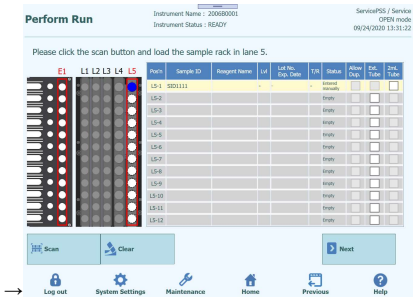 Perform Run
Instrument Name : 2006B0001
Instrument Status : READY
ServicePSS / Service
OPEN mode
09/24/2020 13:31:22
Please click the scan button and load the sample rack in lane 5.
E1 L1 L2 L3 L4 L5
Pos'n Sample ID Reagent Name Lvl Lot No. Exp. Date T/R Status Allow Dup. Ext. Tube 2mL Tube
L5-1 SID1111 - - - Entered manually
L5-2 Empty
L5-3 Empty
L5-4 Empty
L5-5 Empty
L5-6 Empty
L5-7 Empty
L5-8 Empty
L5-9 Empty
L5-10 Empty
L5-11 Empty
L5-12 Empty
Scan Clear Next
→ Log out System Settings Maintenance Home Previous Help